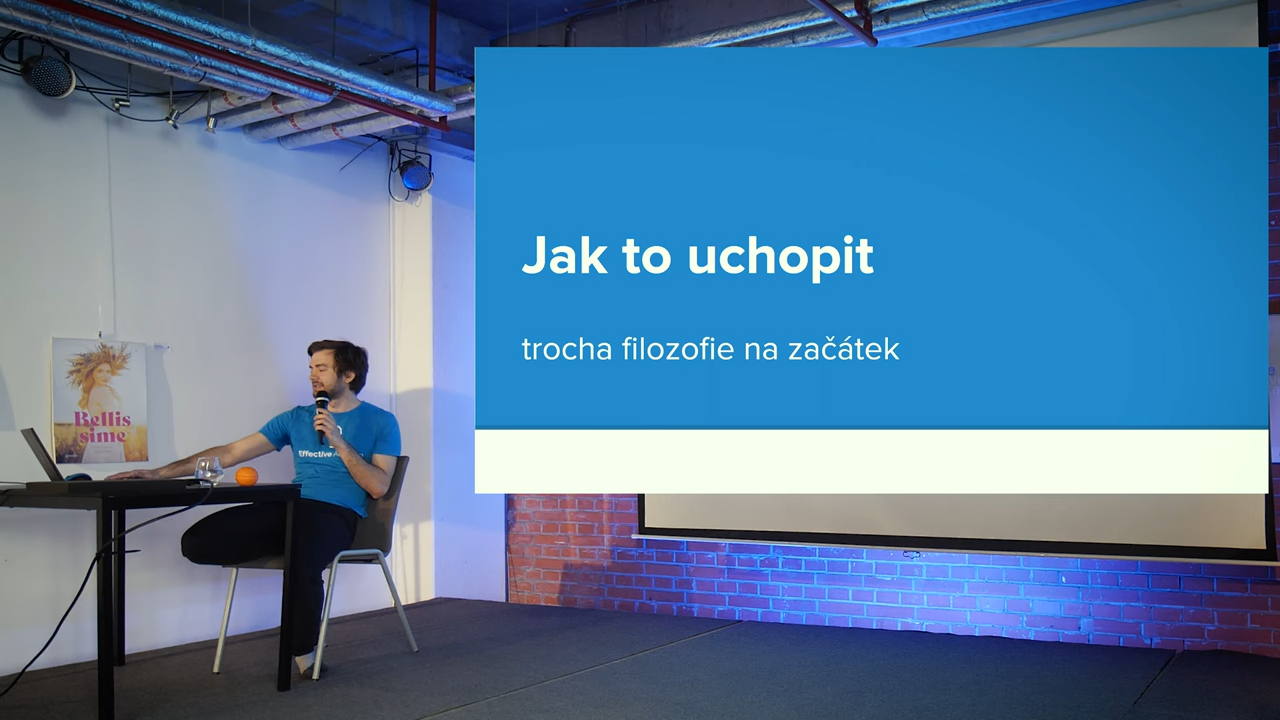 Jak to uchopit
trocha filozofie na začátek
Bellis
sime
Effective